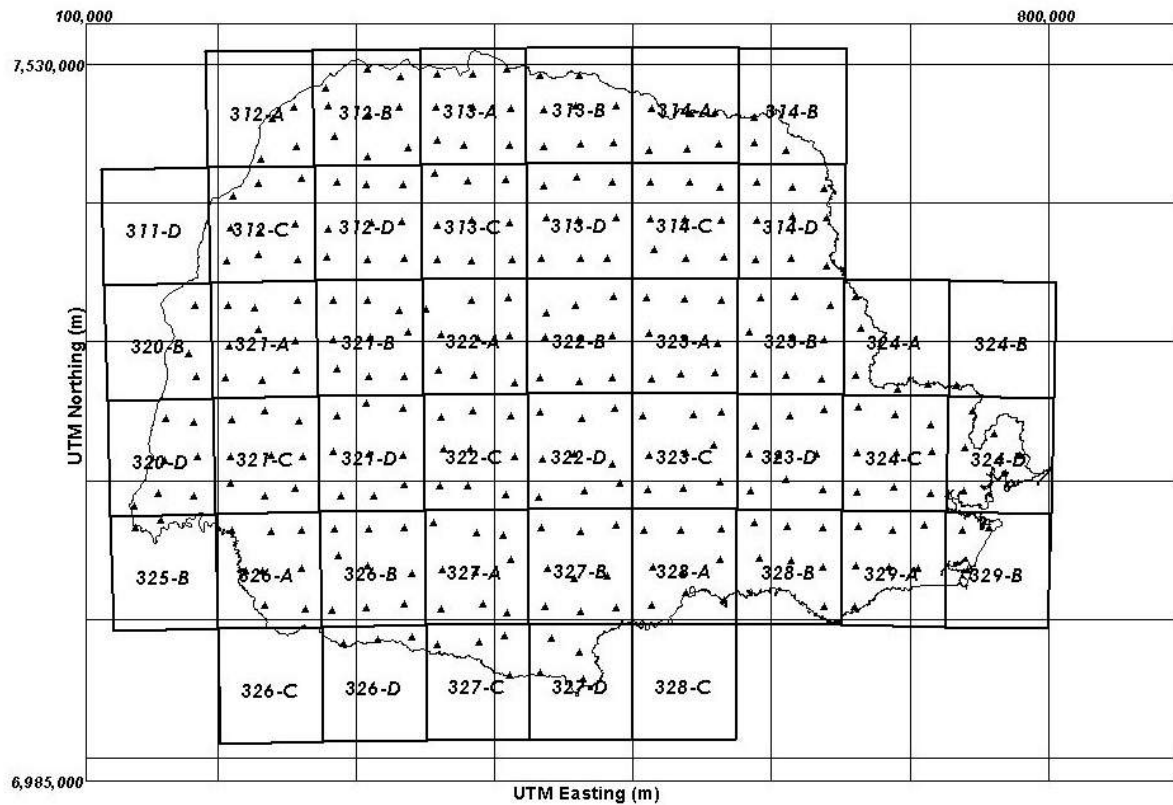 100,000 800,000
7,530,000
312-A 312-B 313-A 313-B 314-A 314-B
311-D 312-C 312-D 313-C 313-D 314-C 314-D
320-B 321-A 321-B 322-A 322-B 323-A 323-B 324-A 324-B
UTM Northing (m)
320-D 321-C 321-D 322-C 322-D 323-C 323-D 324-C 324-D
325-B 326-A 326-B 327-A 327-B 328-A 328-B 329-A 329-B
326-C 326-D 327-C 327-D 328-C
6,985,000
UTM Easting (m)